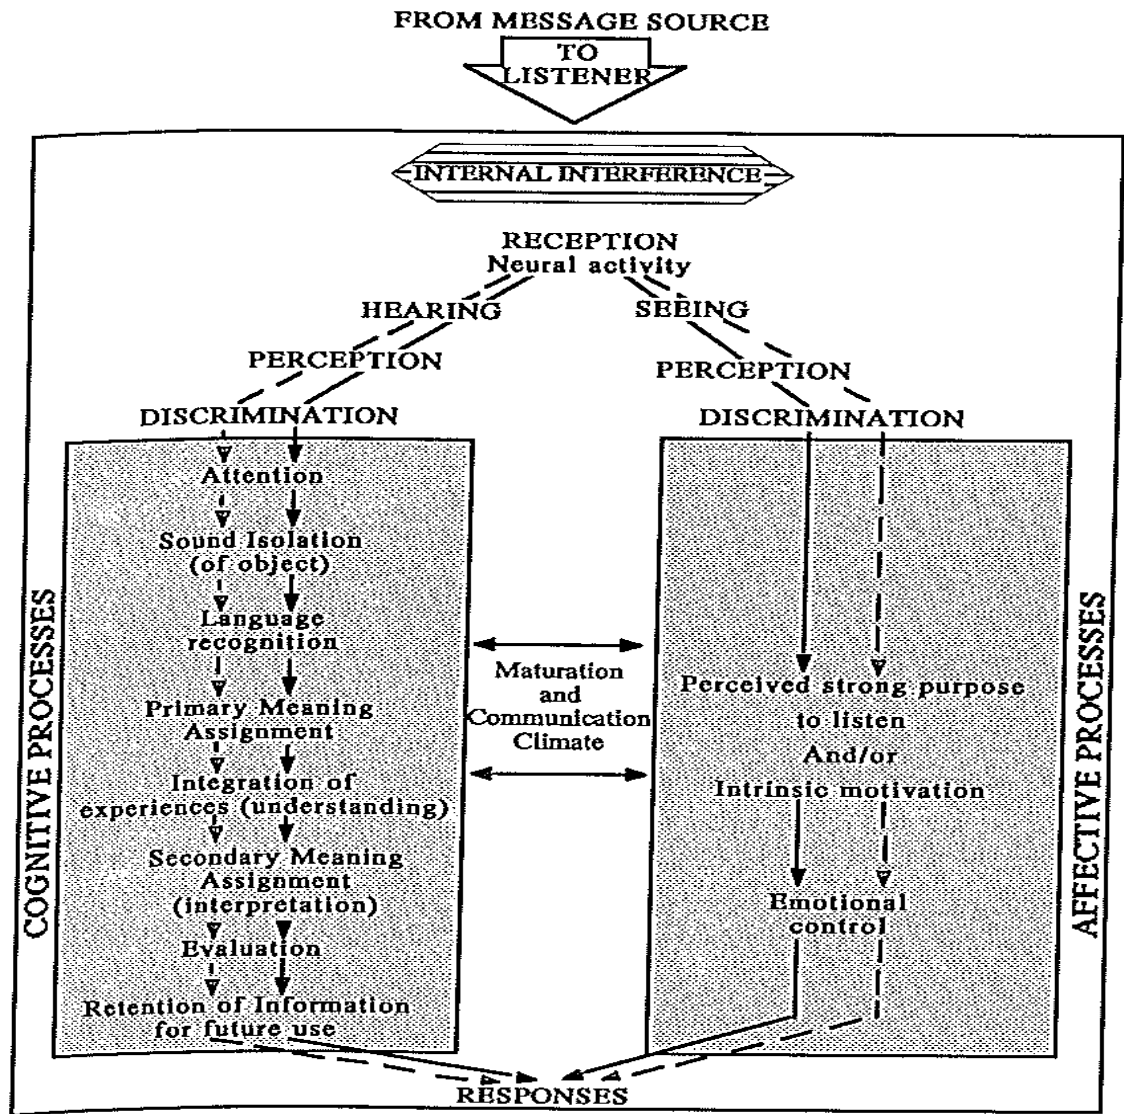 FROM MESSAGE SOURCE
TO
LISTENER
INTERNAL INTERFERENCE
RECEPTION
Neural activity
HEARING
SEEING
PERCEPTION
PERCEPTION
DISCRIMINATION
DISCRIMINATION
COGNITIVE PROCESSES
Attention
Sound Isolation
(of object)
Language
recognition
Primary Meaning
Assignment
Integration of
experiences (understanding)
Secondary Meaning
Assignment
(interpretation)
Evaluation
Retention of Information
for future use
Maturation
and
Communication
Climate
Perceived strong purpose
to listen
And/or
Intrinsic motivation
Emotional
control
AFFECTIVE PROCESSES
RESPONSES